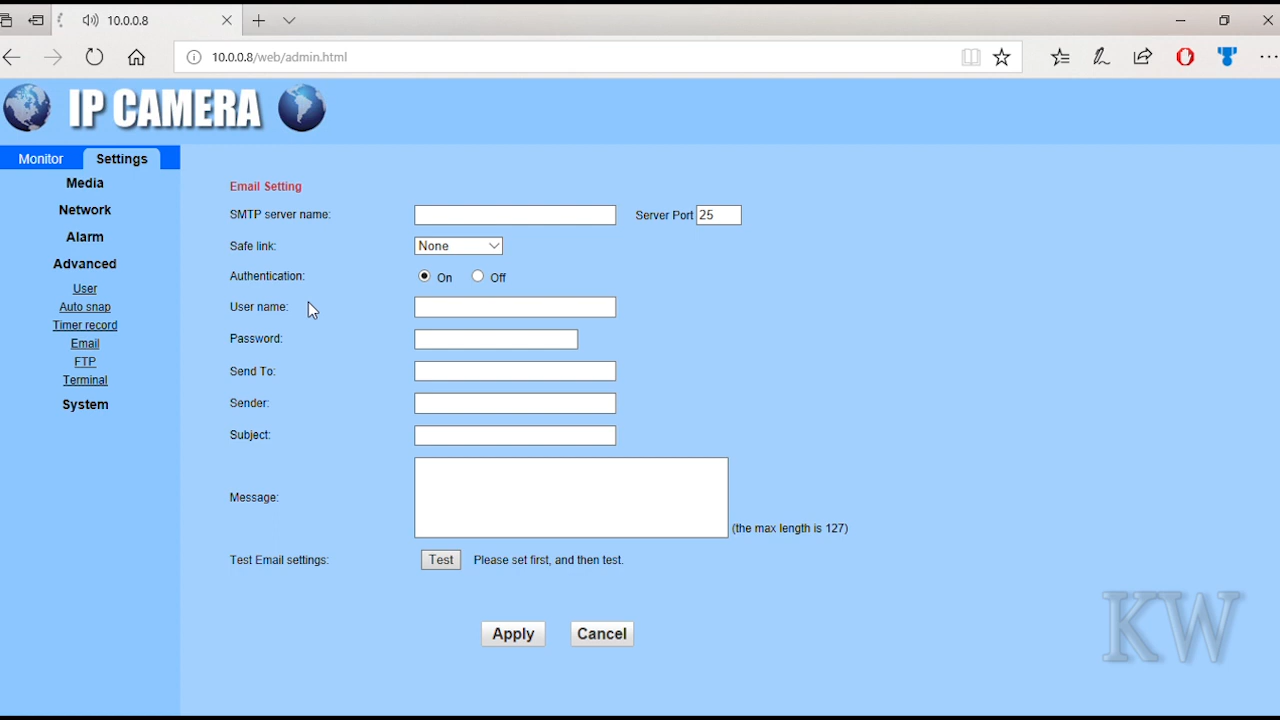 10.0.0.8
10.0.0.8/web/admin.html
IP CAMERA
Monitor Settings
Media
Network
Alarm
Advanced
User
Auto snap
Timer record
Email
FTP
Terminal
System
Email Setting
SMTP server name: Server Port 25
Safe link: None
Authentication: On Off
User name:
Password:
Send To:
Sender:
Subject:
Message:
(the max length is 127)
Test Email settings: Test Please set first, and then test.
Apply Cancel
KW